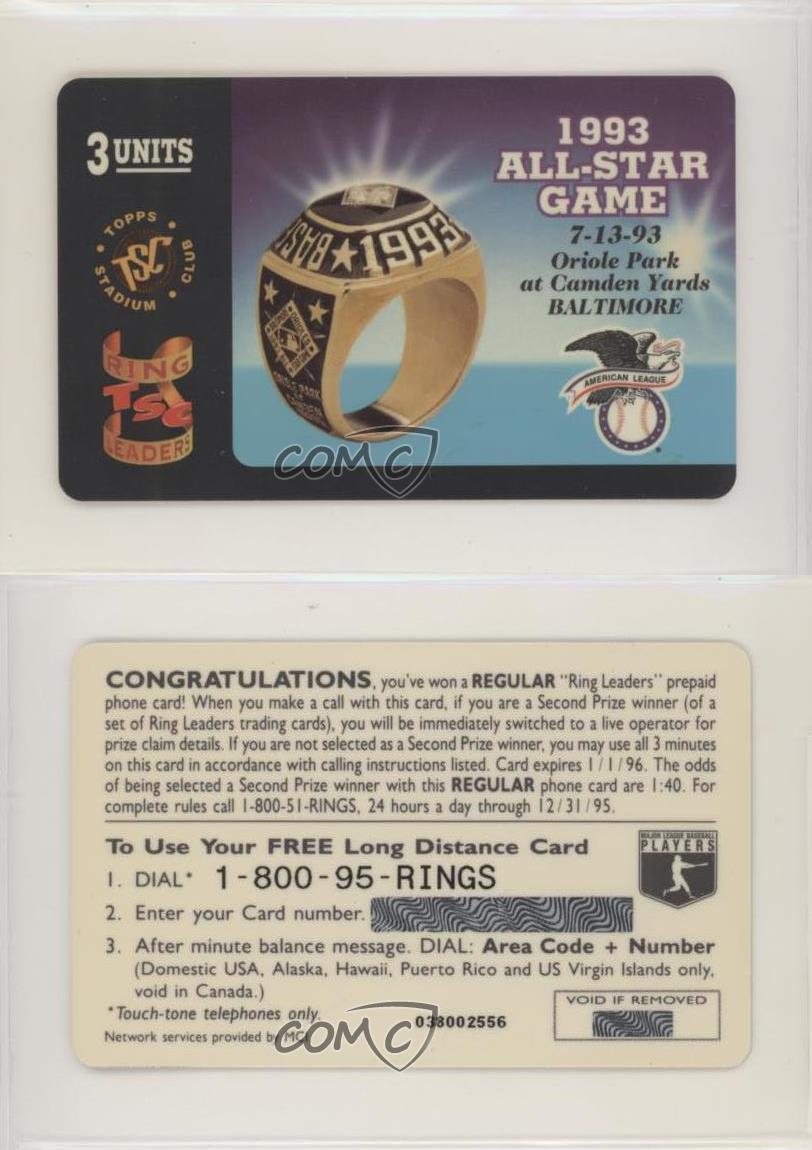 3 UNITS
TOPPS STADIUM CLUB
TSC
RING
TSC
LEADERS
BAS
1993
1993
ALL-STAR
GAME
7-13-93
Oriole Park
at Camden Yards
BALTIMORE
AMERICAN LEAGUE
COMC
CONGRATULATIONS, you've won a REGULAR "Ring Leaders" prepaid
phone card! When you make a call with this card, if you are a Second Prize winner (of a
set of Ring Leaders trading cards), you will be immediately switched to a live operator for
prize claim details. If you are not selected as a Second Prize winner, you may use all 3 minutes
on this card in accordance with calling instructions listed. Card expires 1/1/96. The odds
of being selected a Second Prize winner with this REGULAR phone card are 1:40. For
complete rules call 1-800-51-RINGS, 24 hours a day through 12/31/95.
To Use Your FREE Long Distance Card
MAJOR LEAGUE BASEBALL
PLAYERS
1. DIAL* 1-800-95-RINGS
2. Enter your Card number.
3. After minute balance message. DIAL: Area Code + Number
(Domestic USA, Alaska, Hawaii, Puerto Rico and US Virgin Islands only,
void in Canada.)
*Touch-tone telephones only.
VOID IF REMOVED
038002556
Network services provided by MCI
COMC